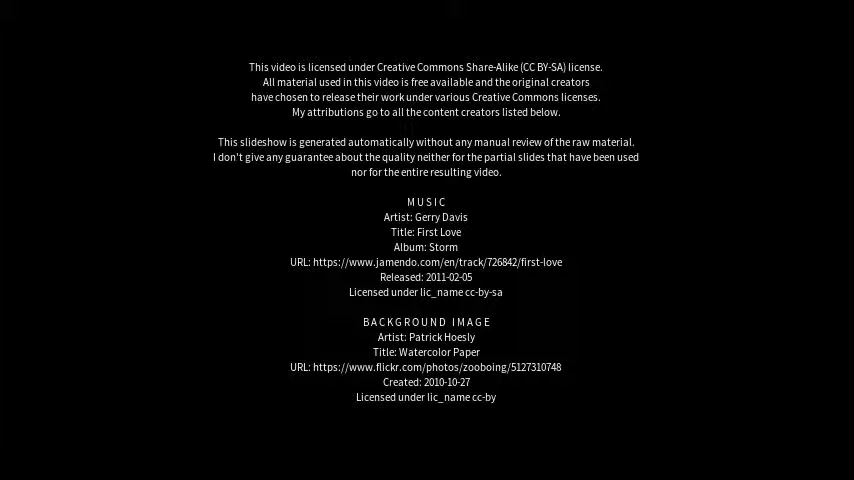 This video is licensed under Creative Commons Share-Alike (CC BY-SA) license.
All material used in this video is free available and the original creators
have chosen to release their work under various Creative Commons licenses.
My attributions go to all the content creators listed below.
This slideshow is generated automatically without any manual review of the raw material.
I don't give any guarantee about the quality neither for the partial slides that have been used
nor for the entire resulting video.
MUSIC
Artist: Gerry Davis
Title: First Love
Album: Storm
URL: https://www.jamendo.com/en/track/726842/first-love
Released: 2011-02-05
Licensed under lic_name cc-by-sa
BACKGROUND IMAGE
Artist: Patrick Hoesly
Title: Watercolor Paper
URL: https://www.flickr.com/photos/zooboing/5127310748
Created: 2010-10-27
Licensed under lic_name cc-by